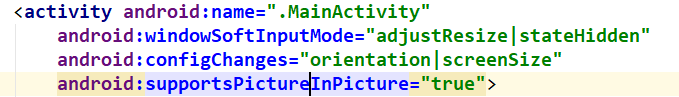 <activity android:name=".MainActivity"
android:windowSoftInputMode="adjustResize|stateHidden"
android:configChanges="orientation|screenSize"
android:supportsPictureInPicture="true">